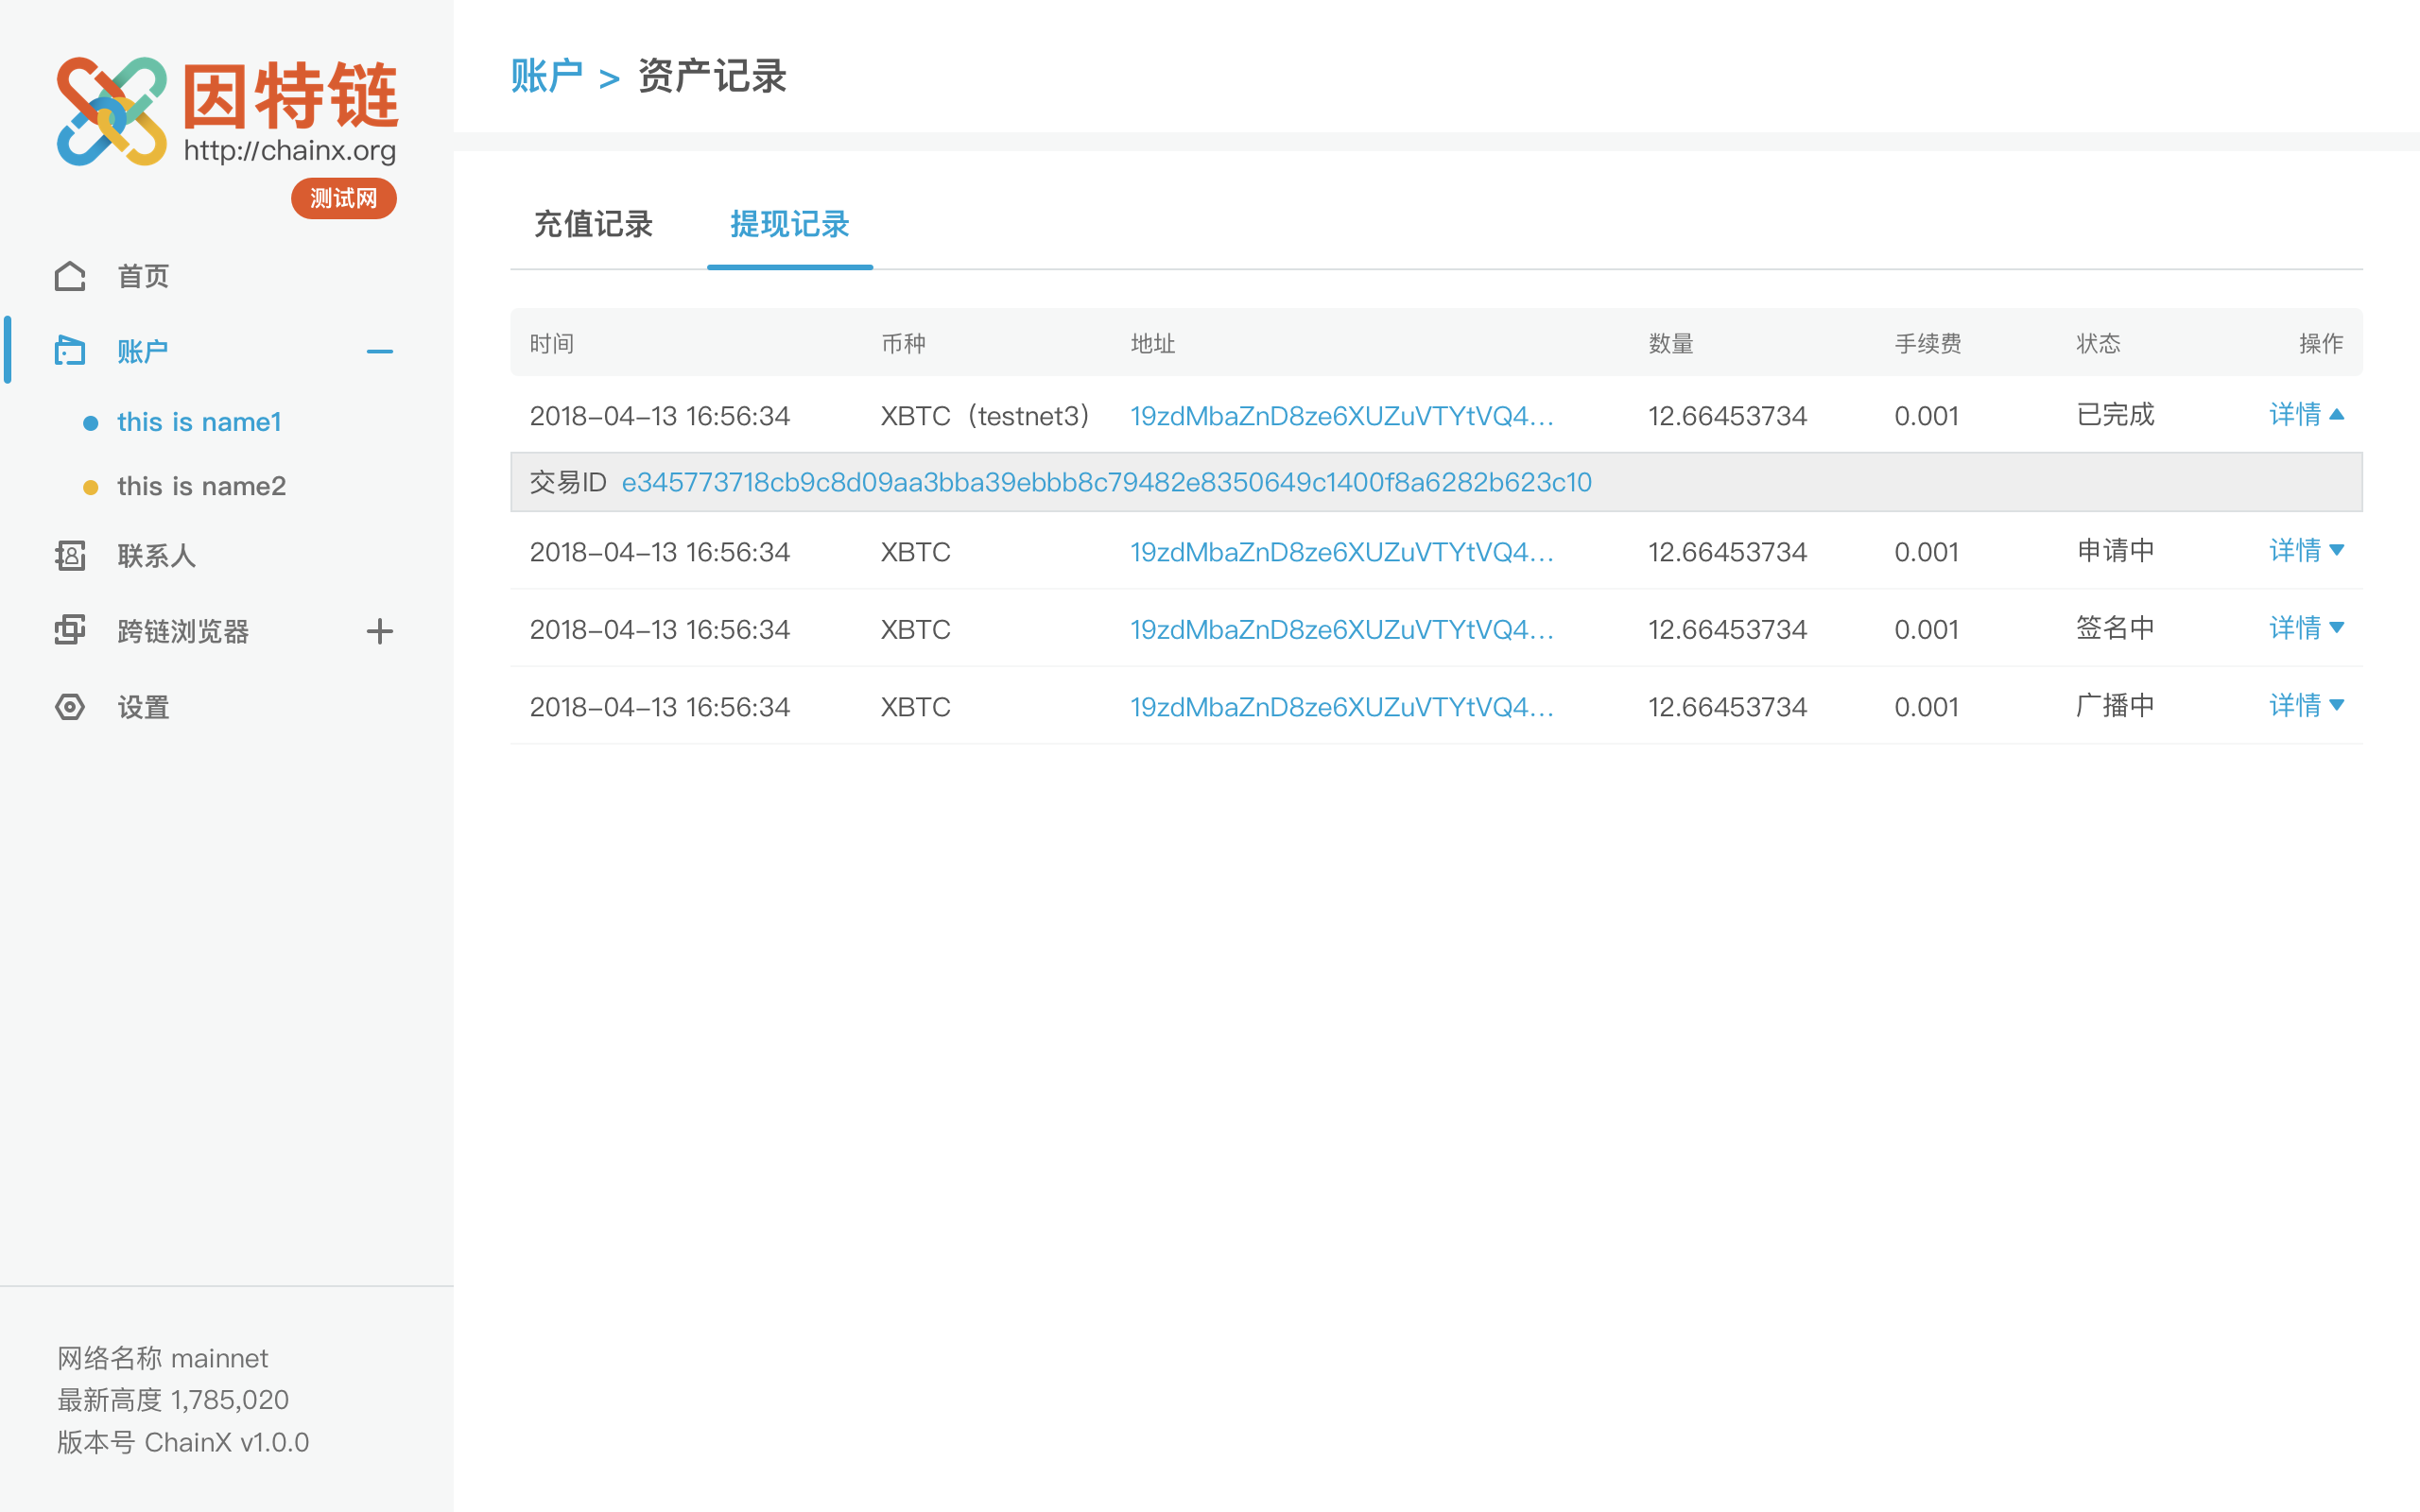 因特链
http://chainx.org
测试网
首页
账户
this is name1
this is name2
联系人
跨链浏览器
设置
网络名称 mainnet
最新高度 1,785,020
版本号 ChainX v1.0.0
账户 > 资产记录
充值记录 提现记录
时间 币种 地址 数量 手续费 状态 操作
2018-04-13 16:56:34 XBTC（testnet3） 19zdMbaZnD8ze6XUZuVTYtVQ4... 12.66453734 0.001 已完成 详情
交易ID e345773718cb9c8d09aa3bba39ebbb8c79482e8350649c1400f8a6282b623c10
2018-04-13 16:56:34 XBTC 19zdMbaZnD8ze6XUZuVTYtVQ4... 12.66453734 0.001 申请中 详情
2018-04-13 16:56:34 XBTC 19zdMbaZnD8ze6XUZuVTYtVQ4... 12.66453734 0.001 签名中 详情
2018-04-13 16:56:34 XBTC 19zdMbaZnD8ze6XUZuVTYtVQ4... 12.66453734 0.001 广播中 详情